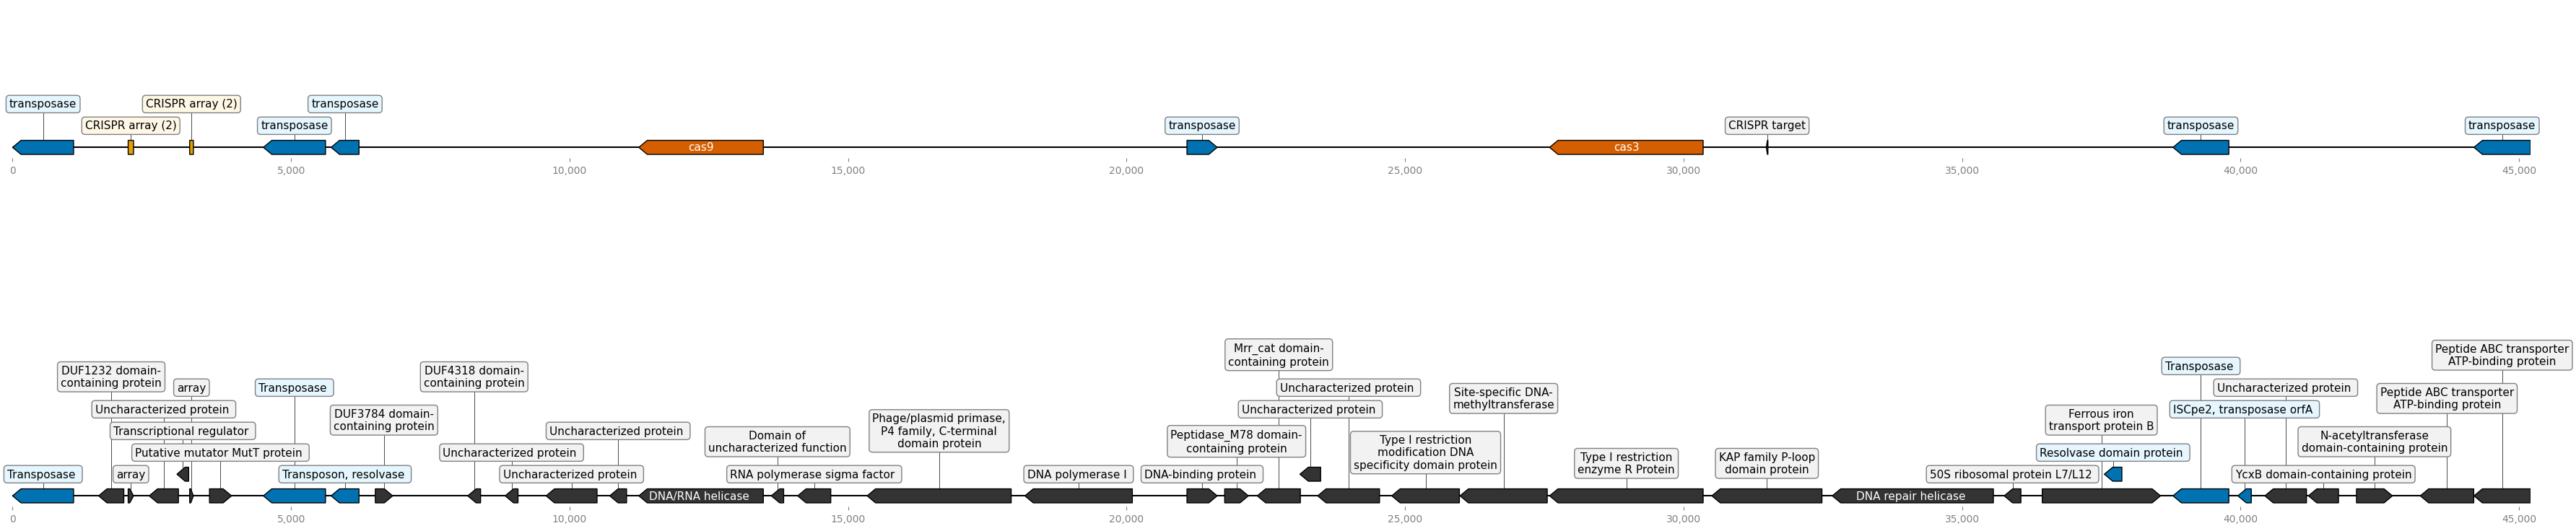 transposase
CRISPR array (2)
transposase
CRISPR array (2)
transposase
transposase
CRISPR target
transposase
transposase
cas9
cas3
0
5,000
10,000
15,000
20,000
25,000
30,000
35,000
40,000
45,000
Mrr_cat domain-
containing protein
Peptide ABC transporter
ATP-binding protein
DUF1232 domain-
containing protein
DUF4318 domain-
containing protein
Transposase
array
Transposase
Uncharacterized protein
Uncharacterized protein
Site-specific DNA-
methyltransferase
Peptide ABC transporter
ATP-binding protein
Uncharacterized protein
Uncharacterized protein
ISCpe2, transposase orfA
DUF3784 domain-
containing protein
Phage/plasmid primase,
P4 family, C-terminal
domain protein
Ferrous iron
transport protein B
Transcriptional regulator
Uncharacterized protein
Domain of
uncharacterized function
Peptidase_M78 domain-
containing protein
Type I restriction
modification DNA
specificity domain protein
N-acetyltransferase
domain-containing protein
Putative mutator MutT protein
Uncharacterized protein
Type I restriction
enzyme R Protein
KAP family P-loop
domain protein
Resolvase domain protein
Transposase
array
Transposon, resolvase
Uncharacterized protein
RNA polymerse sigma factor
DNA polymerase I
DNA-binding protein
50S ribosomal protein L7/L12
YcxB domain-containing protein
DNA/RNA helicase
DNA repair helicase
0
5,000
10,000
15,000
20,000
25,000
30,000
35,000
40,000
45,000